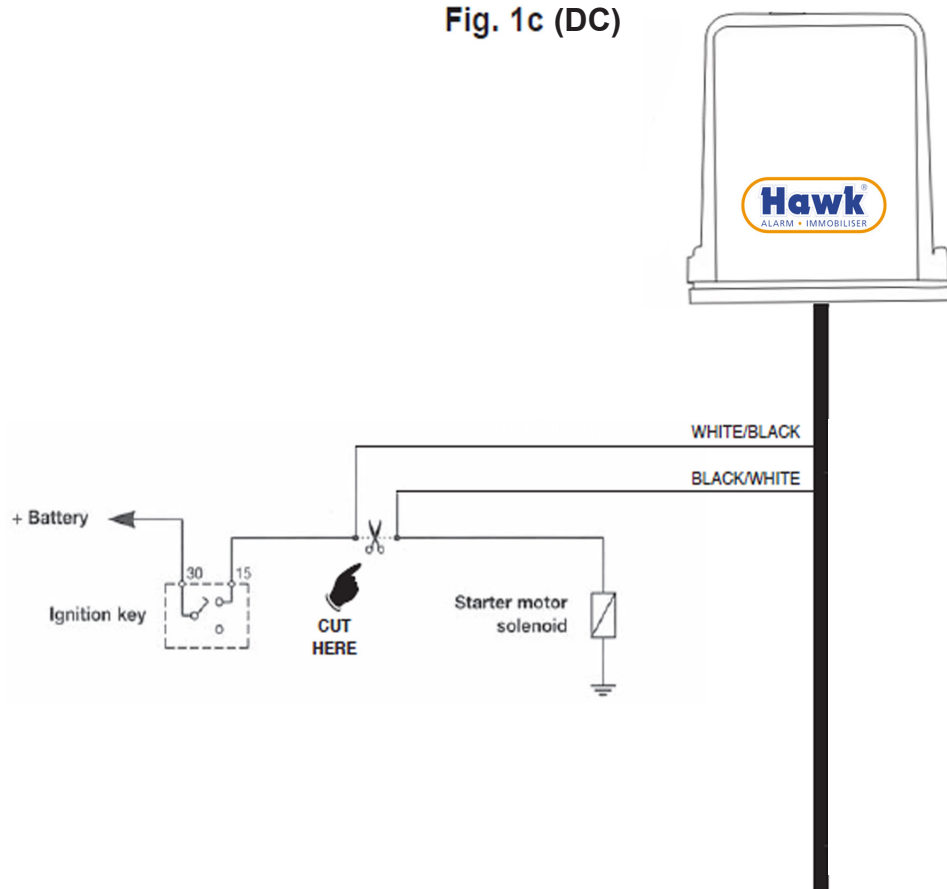 Fig. 1c (DC)
Hawk®
ALARM • IMMOBILISER
WHITE/BLACK
BLACK/WHITE
+ Battery
30
15
Ignition key
CUT
HERE
Starter motor
solenoid